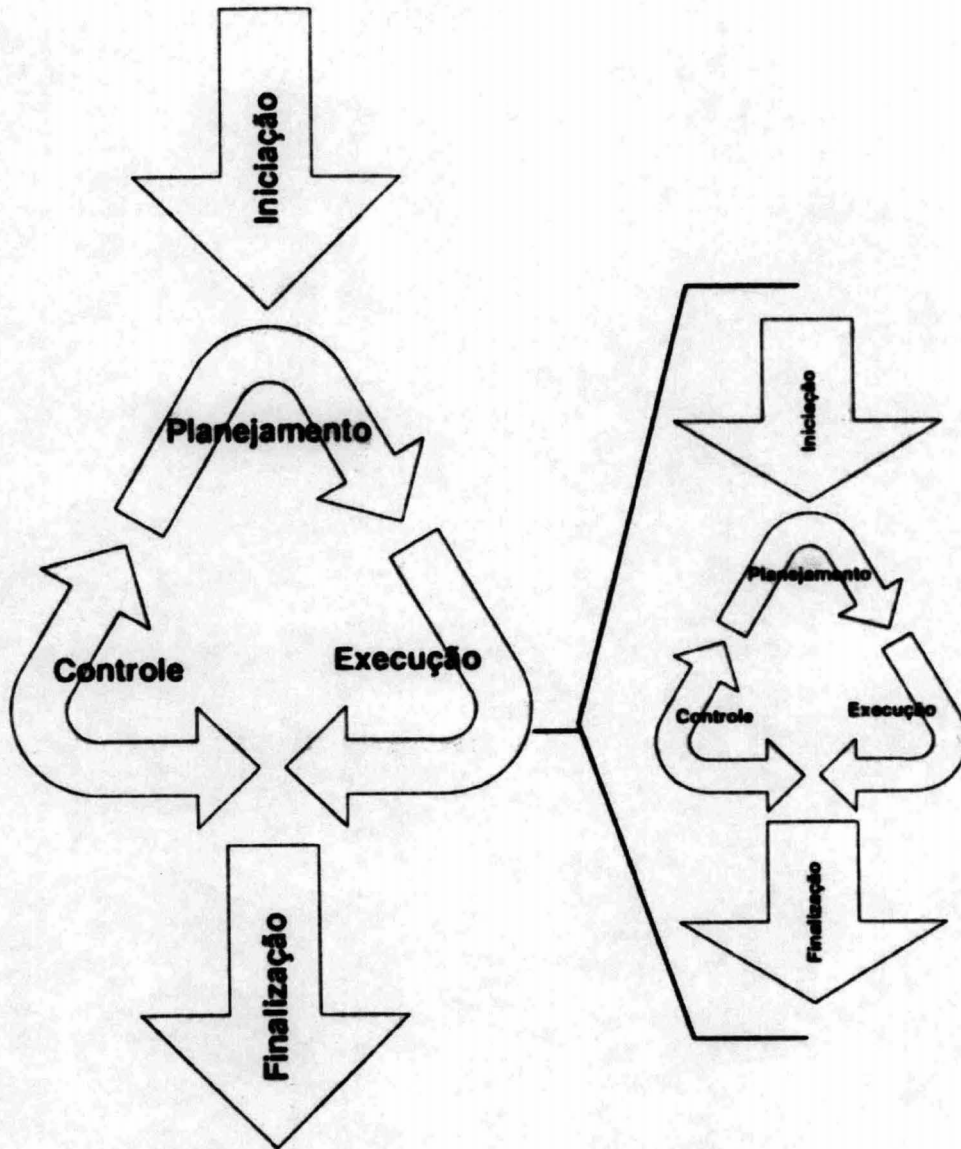 Iniciação
Planejamento
Controle
Execução
Finalização
Iniciação
Planejamento
Controle
Execução
Finalização